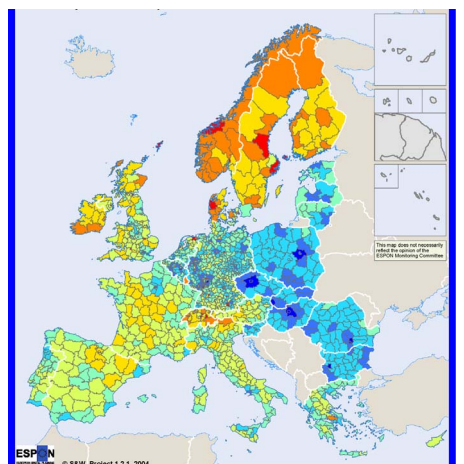 This map does not necessarily
reflect the opinion of the
ESPON Monitoring Committee
ESPON
© S&W, Project 1.2.1, 2004